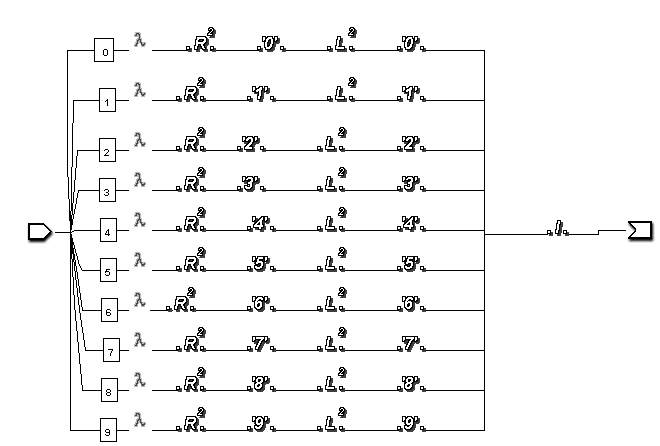 0 λ .R.² .'0'. .L.² .'0'.
1 λ .R.² .'1'. .L.² .'1'.
2 λ .R.² .'2'. .L.² .'2'.
3 λ .R.² .'3'. .L.² .'3'.
4 λ .R.² .'4'. .L.² .'4'.
.I.
5 λ .R.² .'5'. .L.² .'5'.
6 λ .R.² .'6'. .L.² .'6'.
7 λ .R.² .'7'. .L.² .'7'.
8 λ .R.² .'8'. .L.² .'8'.
9 λ .R.² .'9'. .L.² .'9'.